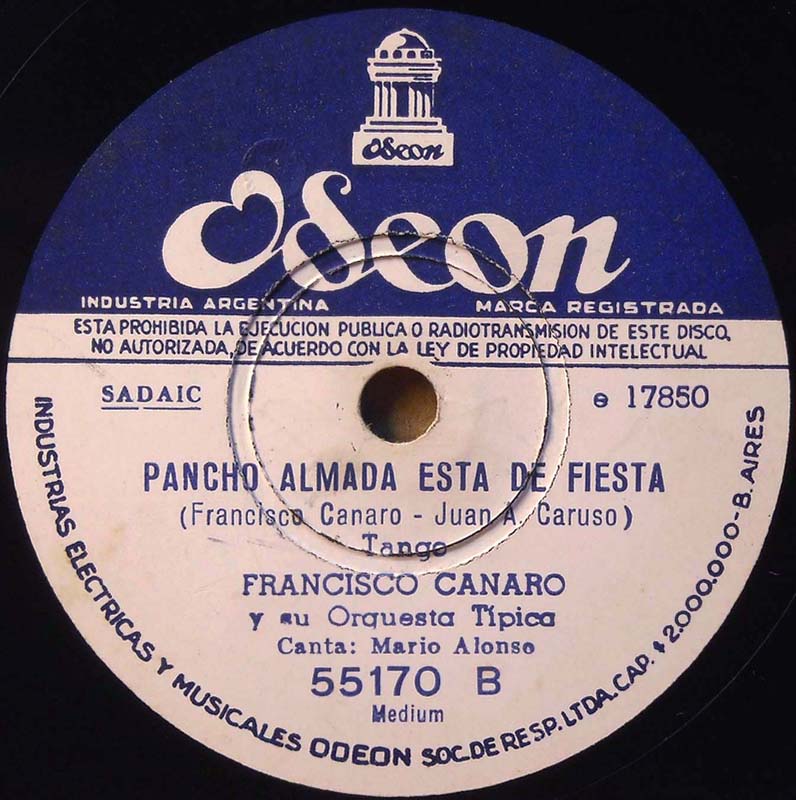 Odeon
Odeon
INDUSTRIA ARGENTINA MARCA REGISTRADA
ESTA PROHIBIDA LA EJECUCION PUBLICA O RADIOTRANSMISION DE ESTE DISCO,
NO AUTORIZADA, DE ACUERDO CON LA LEY DE PROPIEDAD INTELECTUAL
SADAIC e 17850
PANCHO ALMADA ESTA DE FIESTA
(Francisco Canaro - Juan A. Caruso)
Tango
FRANCISCO CANARO
y su Orquesta Típica
Canta: Mario Alonso
55170 B
Medium
INDUSTRIAS ELECTRICAS Y MUSICALES ODEON SOC. DE RESP. LTDA. CAP. $ 2.000.000-B. AIRES